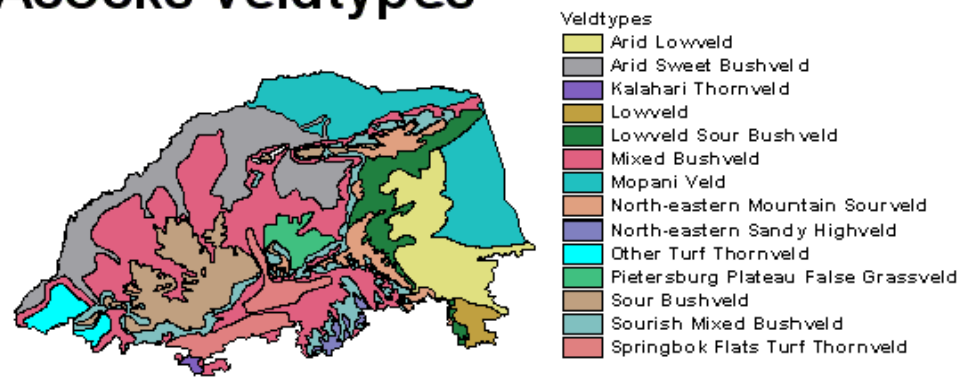 Acocks Veldtypes
Veldtypes
Arid Lowveld
Arid Sweet Bushveld
Kalahari Thornveld
Lowveld
Lowveld Sour Bushveld
Mixed Bushveld
Mopani Veld
North-eastern Mountain Sourveld
North-eastern Sandy Highveld
Other Turf Thornveld
Pietersburg Plateau False Grassveld
Sour Bushveld
Sourish Mixed Bushveld
Springbok Flats Turf Thornveld